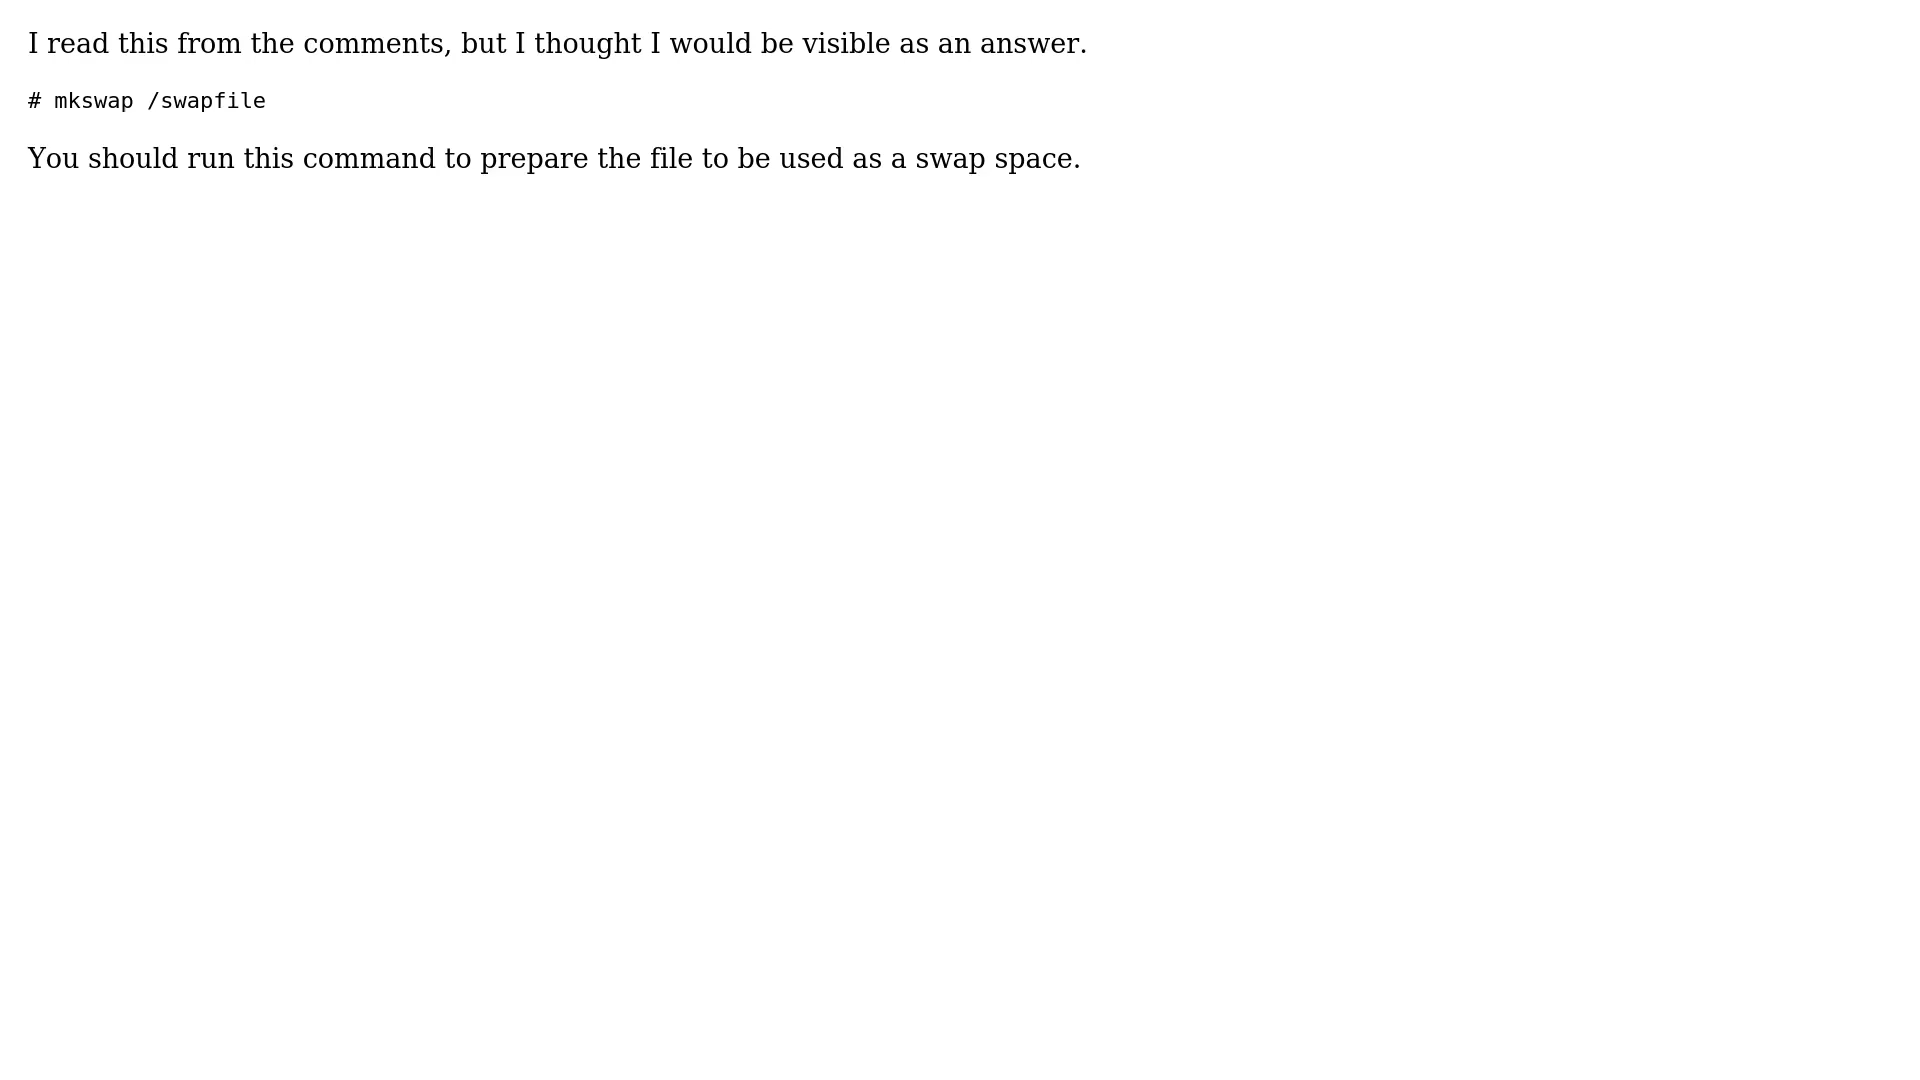 I read this from the comments, but I thought I would be visible as an answer.
# mkswap /swapfile
You should run this command to prepare the file to be used as a swap space.